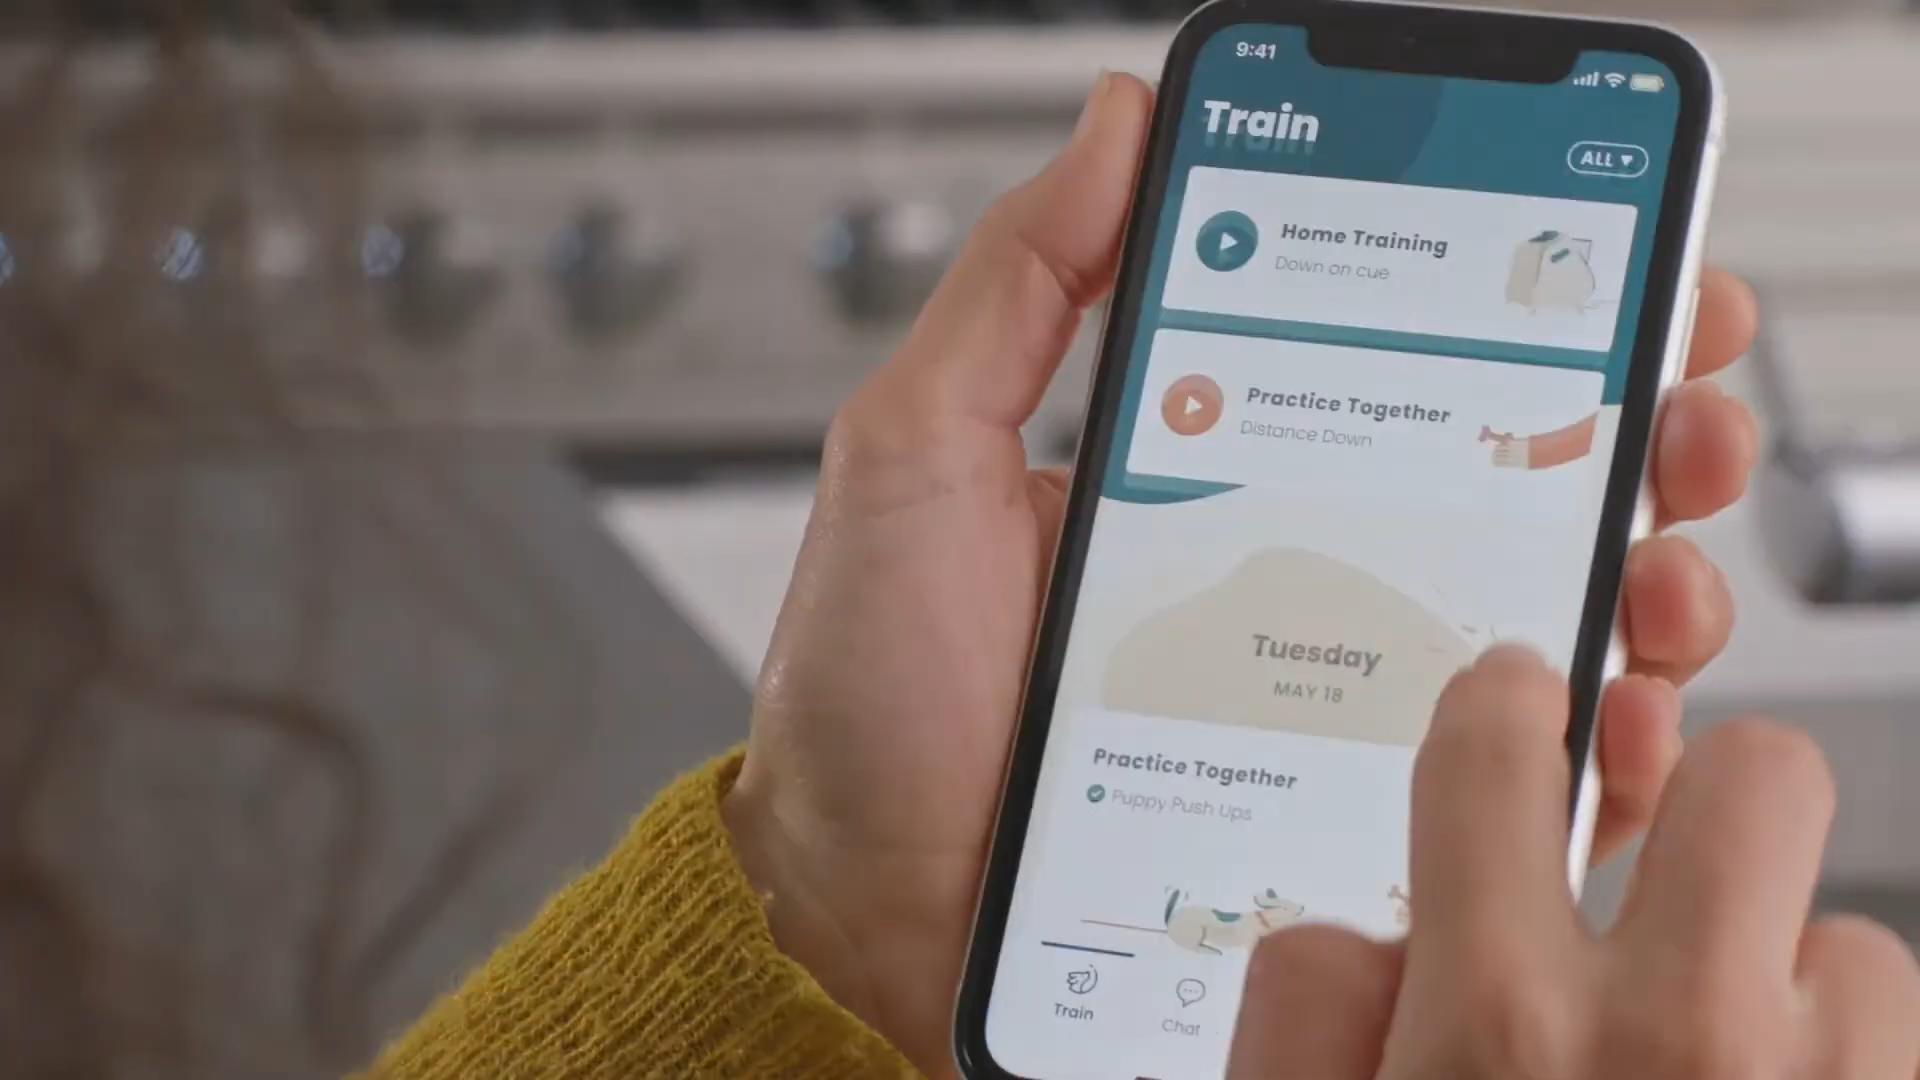 9:41
Train
ALL ▼
Home Training
Down on cue
Practice Together
Distance Down
Tuesday
MAY 18
Practice Together
Puppy Push Ups
Train
Chat